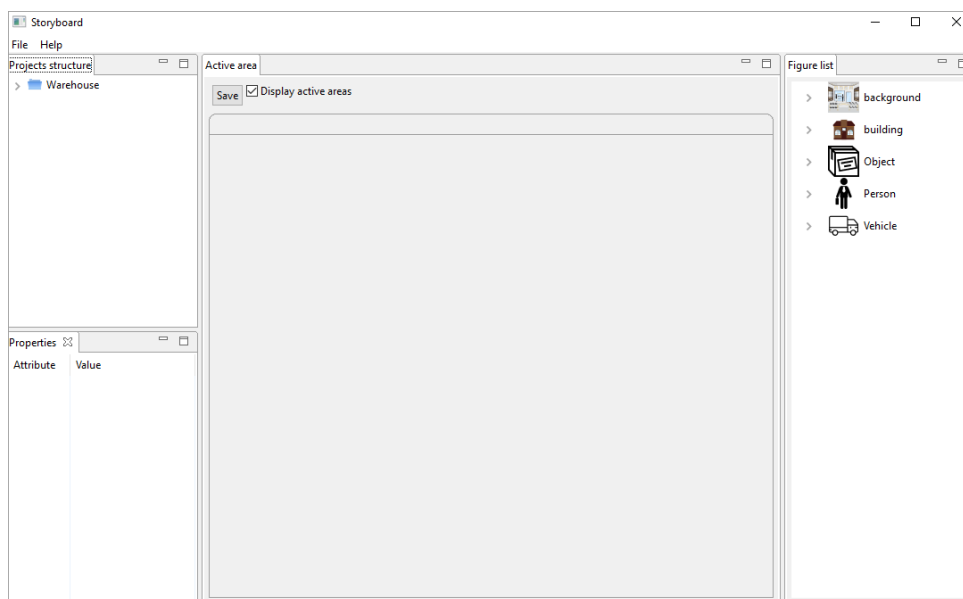 Storyboard
File Help
Projects structure
Warehouse
Properties
Attribute Value
Active area
Save Display active areas
Figure list
background
building
Object
Person
Vehicle